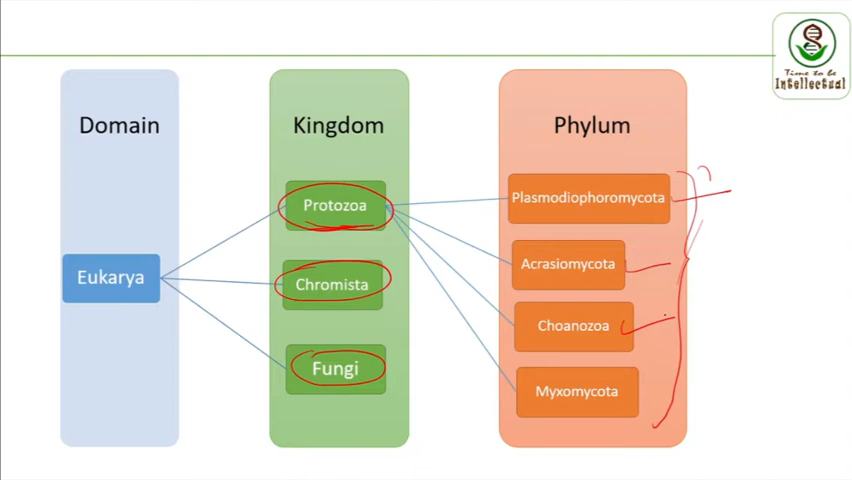 Time to be
Intellectual
Domain
Kingdom
Phylum
Eukarya
Protozoa
Chromista
Fungi
Plasmodiophoromycota
Acrasiomycota
Choanozoa
Myxomycota